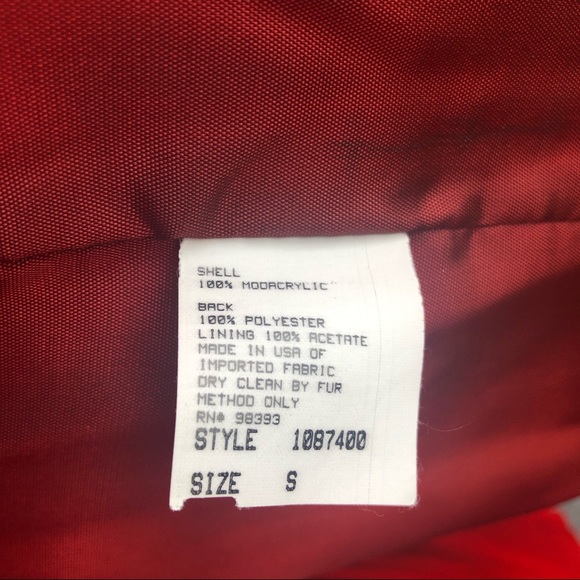 SHELL
100% MODACRYLIC
BACK
100% POLYESTER
LINING 100% ACETATE
MADE IN USA OF
IMPORTED FABRIC
DRY CLEAN BY FUR
METHOD ONLY
RN# 98393
STYLE 1087400
SIZE S